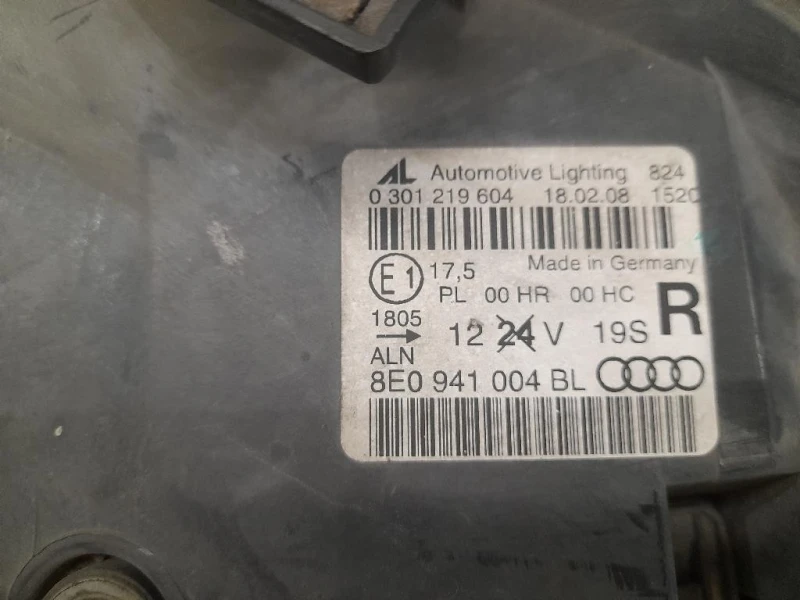 AL Automotive Lighting 824
0 301 219 604 18.02.08 1520
E1 17,5 Made in Germany
PL 00 HR 00 HC R
1805
12 24 V 19S
ALN
8E0 941 004 BL